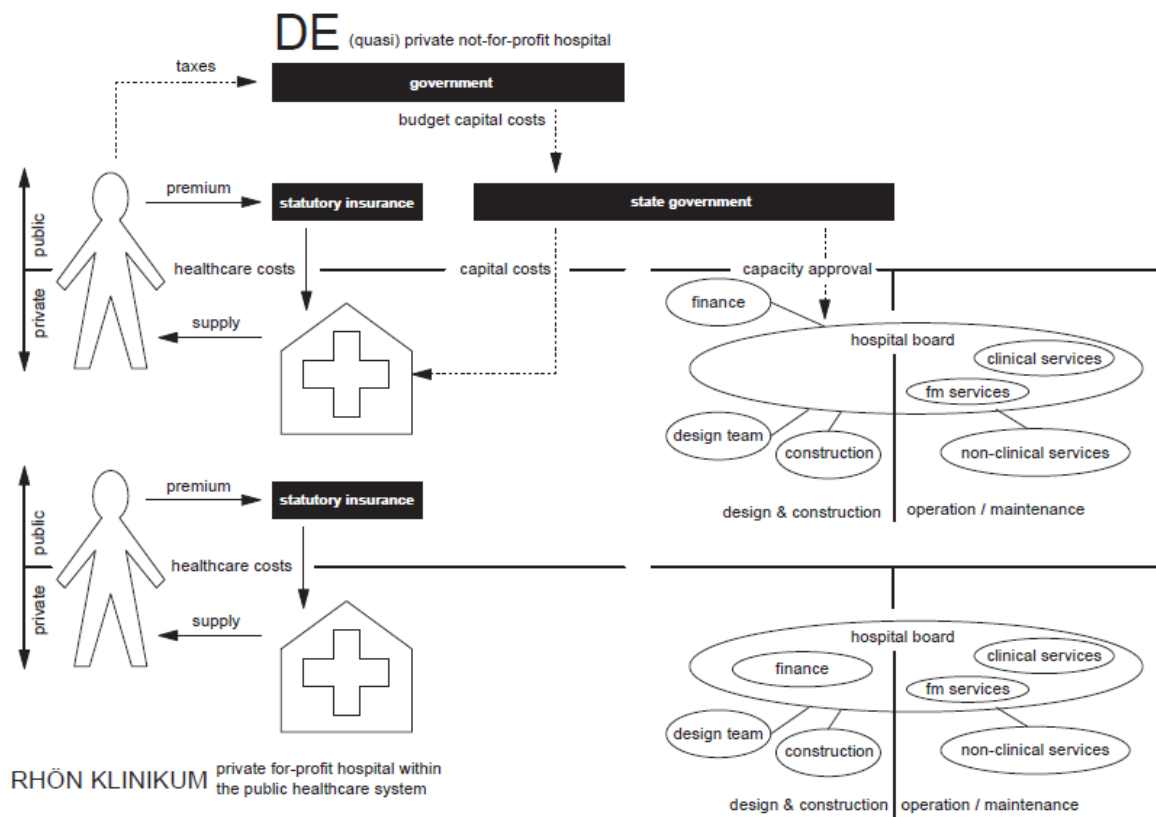 DE (quasi) private not-for-profit hospital
taxes
government
budget capital costs
premium
statutory insurance
state government
public
private
healthcare costs
capital costs
capacity approval
finance
supply
hospital board
clinical services
fm services
design team
construction
non-clinical services
design & construction
operation / maintenance
premium
statutory insurance
public
private
healthcare costs
supply
hospital board
finance
clinical services
fm services
design team
construction
non-clinical services
RHÖN KLINIKUM private for-profit hospital within
the public healthcare system
design & construction
operation / maintenance